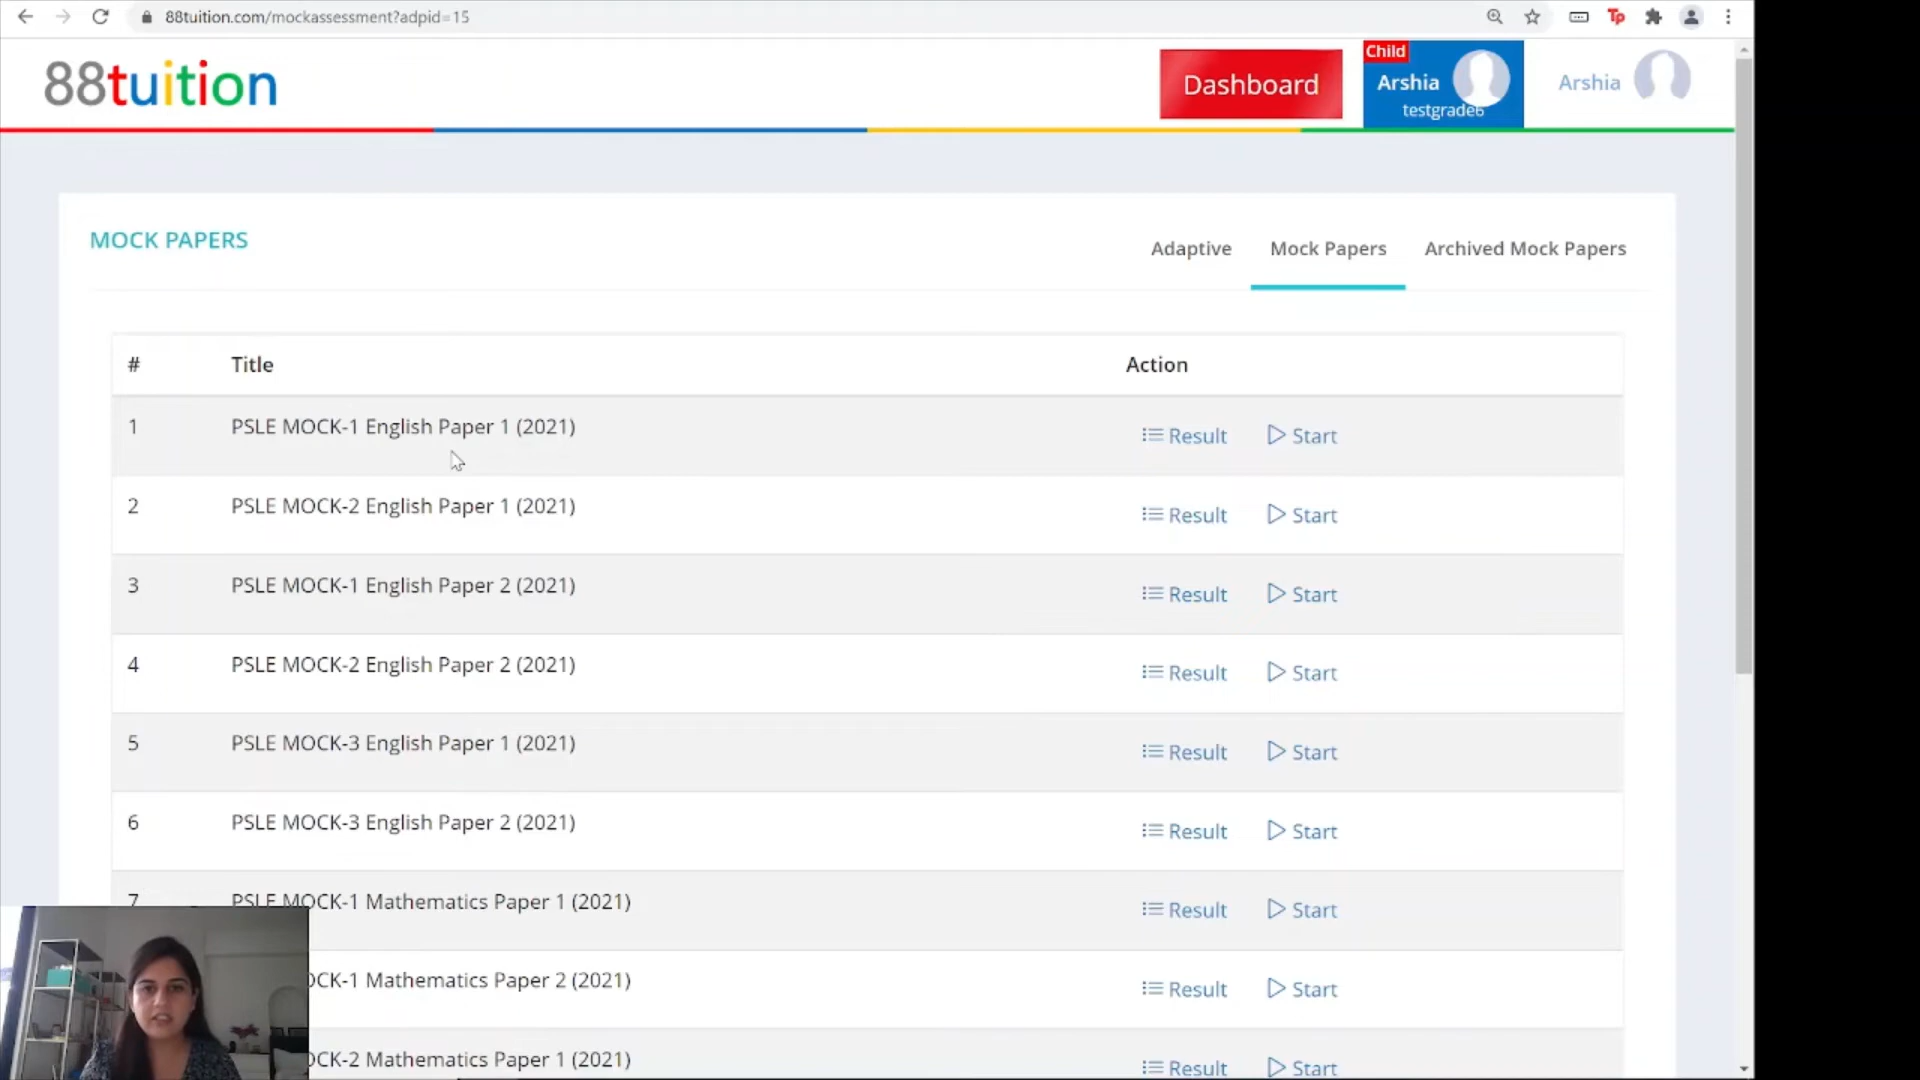 88tuition.com/mockassessment?adpid=15
Tp
88tuition
Dashboard
Child
Arshia
testgrade6
Arshia
MOCK PAPERS
Adaptive
Mock Papers
Archived Mock Papers
# Title Action
1 PSLE MOCK-1 English Paper 1 (2021) Result Start
2 PSLE MOCK-2 English Paper 1 (2021) Result Start
3 PSLE MOCK-1 English Paper 2 (2021) Result Start
4 PSLE MOCK-2 English Paper 2 (2021) Result Start
5 PSLE MOCK-3 English Paper 1 (2021) Result Start
6 PSLE MOCK-3 English Paper 2 (2021) Result Start
7 PSLE MOCK-1 Mathematics Paper 1 (2021) Result Start
OCK-1 Mathematics Paper 2 (2021) Result Start
OCK-2 Mathematics Paper 1 (2021) Result Start